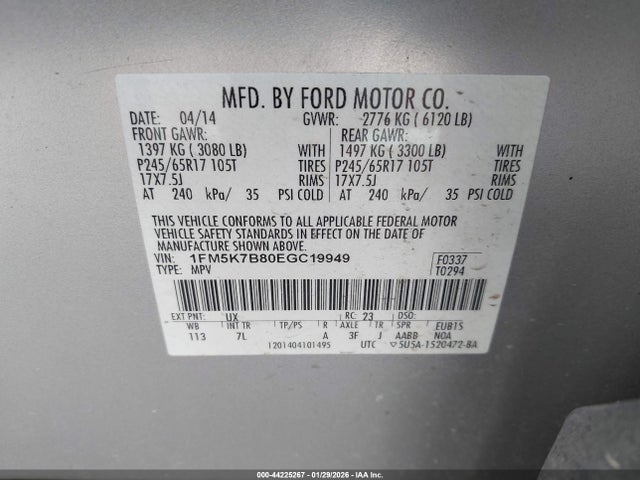 MFD. BY FORD MOTOR CO.
DATE: 04/14 GVWR: 2776 KG ( 6120 LB)
FRONT GAWR: REAR GAWR:
1397 KG ( 3080 LB) WITH 1497 KG ( 3300 LB) WITH
P245/65R17 105T TIRES P245/65R17 105T TIRES
17X7.5J RIMS 17X7.5J RIMS
AT 240 kPa/ 35 PSI COLD AT 240 kPa/ 35 PSI COLD
THIS VEHICLE CONFORMS TO ALL APPLICABLE FEDERAL MOTOR
VEHICLE SAFETY STANDARDS IN EFFECT ON THE DATE OF
MANUFACTURE SHOWN ABOVE.
VIN: 1FM5K7B80EGC19949 F0337
TYPE: MPV T0294
EXT PNT: UX RC: 23 DSO:
WB INT TR TP/PS R AXLE TR SPR EUB1S
113 7L A 3F J AABB NOA
1201404101495 UTC ▽5U5A-1520472-BA
000-44225267 - 01/29/2026 - IAA Inc.